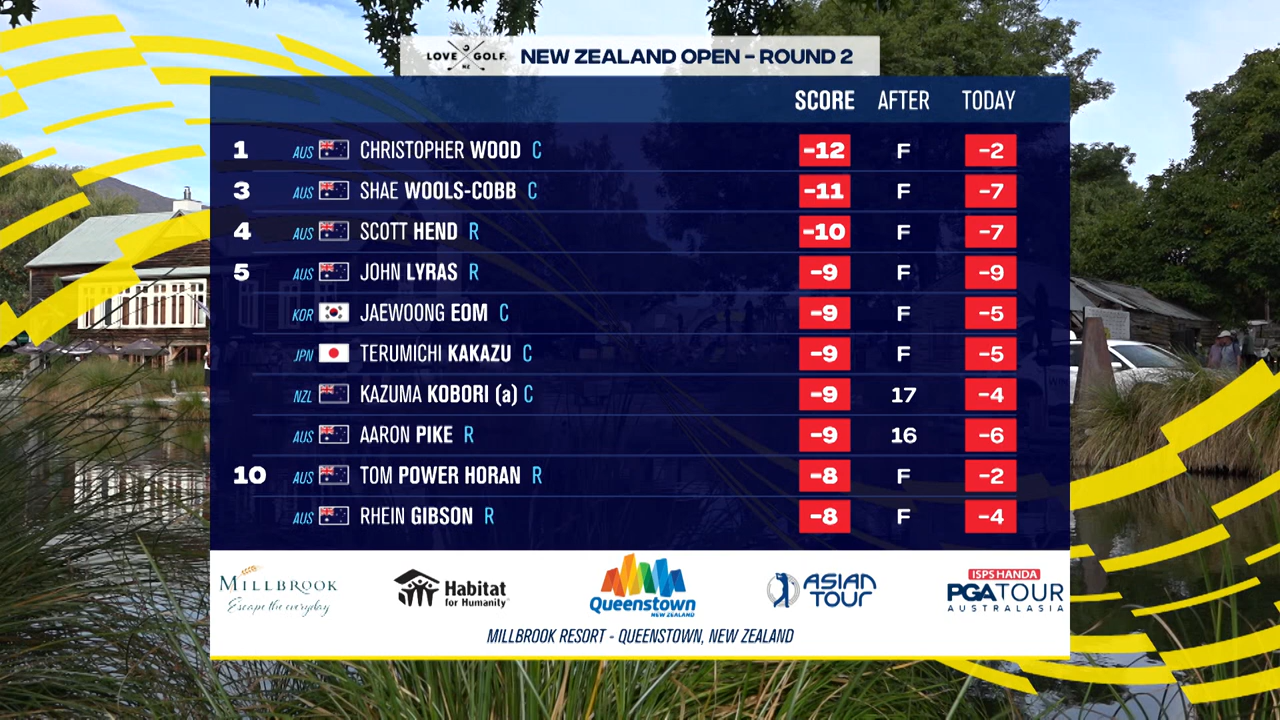 LOVE GOLF. NZ NEW ZEALAND OPEN – ROUND 2
SCORE AFTER TODAY
1 AUS CHRISTOPHER WOOD C -12 F -2
3 AUS SHAE WOOLS-COBB C -11 F -7
4 AUS SCOTT HEND R -10 F -7
5 AUS JOHN LYRAS R -9 F -9
KOR JAEWOONG EOM C -9 F -5
JPN TERUMICHI KAKAZU C -9 F -5
NZL KAZUMA KOBORI (a) C -9 17 -4
AUS AARON PIKE R -9 16 -6
10 AUS TOM POWER HORAN R -8 F -2
AUS RHEIN GIBSON R -8 F -4
MILLBROOK
Escape the everyday
Habitat
for Humanity
Queenstown
NEW ZEALAND
ASIAN
TOUR
ISPS HANDA
PGA TOUR
AUSTRALASIA
MILLBROOK RESORT - QUEENSTOWN, NEW ZEALAND